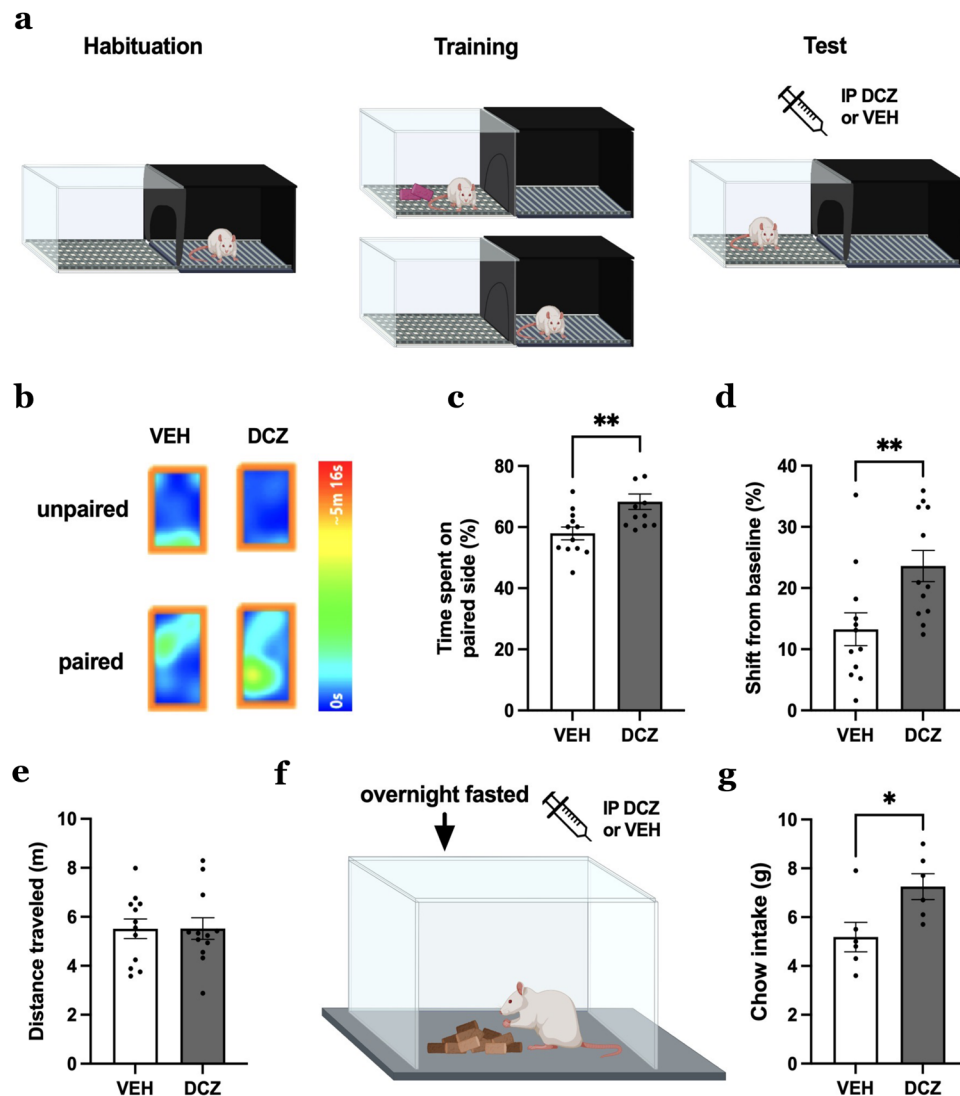 a
Habituation
Training
Test
IP DCZ
or VEH
b
VEH
DCZ
unpaired
paired
~5m 16s
0s
c
**
Time spent on
paired side (%)
80
60
40
20
0
VEH
DCZ
d
**
Shift from baseline (%)
40
30
20
10
0
VEH
DCZ
e
Distance traveled (m)
10
8
6
4
2
0
VEH
DCZ
f
overnight fasted
IP DCZ
or VEH
g
*
Chow intake (g)
10
8
6
4
2
0
VEH
DCZ